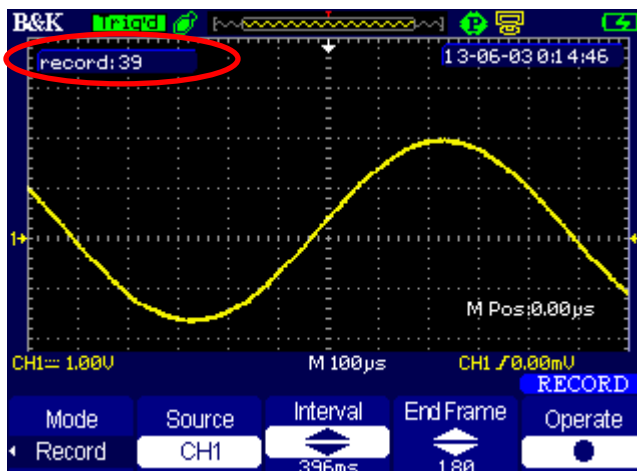 B&K Trig'd P
record:39 13-06-03 0:14:46
1
M Pos:0.00µs
CH1 1.00V M 100µs CH1 0.00mV
RECORD
Mode Source Interval End Frame Operate
Record CH1 396ms 180